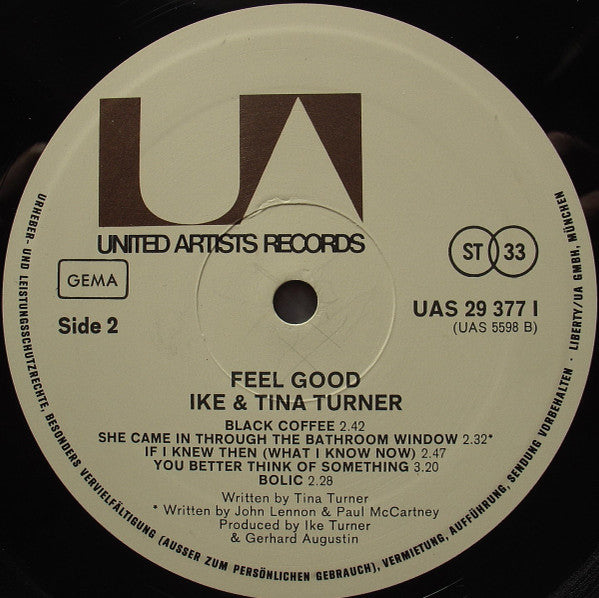 UA
UNITED ARTISTS RECORDS
GEMA
ST 33
Side 2
UAS 29 377 I
(UAS 5598 B)
FEEL GOOD
IKE & TINA TURNER
BLACK COFFEE 2.42
SHE CAME IN THROUGH THE BATHROOM WINDOW 2.32*
IF I KNEW THEN (WHAT I KNOW NOW) 2.47
YOU BETTER THINK OF SOMETHING 3.20
BOLIC 2.28
Written by Tina Turner
* Written by John Lennon & Paul McCartney
Produced by Ike Turner
& Gerhard Augustin
URHEBER- UND LEISTUNGSSCHUTZRECHTE, BESONDERS VERVIELFÄLTIGUNG (AUSSER ZUM PERSÖNLICHEN GEBRAUCH), VERMIETUNG, AUFFÜHRUNG, SENDUNG VORBEHALTEN · LIBERTY/UA GMBH, MÜNCHEN